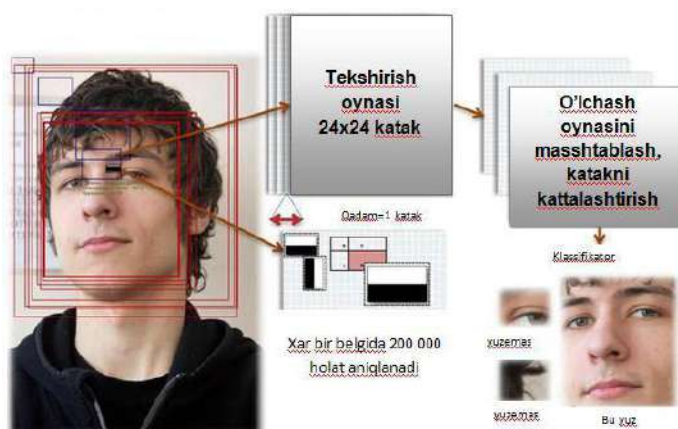 Tekshirish
oynasi
24x24 katak
O'lchash
oynasini
masshtablash,
katakni
kattalashtirish
Qadam=1 katak
Klassifikator
Xar bir belgida 200 000
holat aniqlanadi
yuzemas
yuzemas
Bu yuz